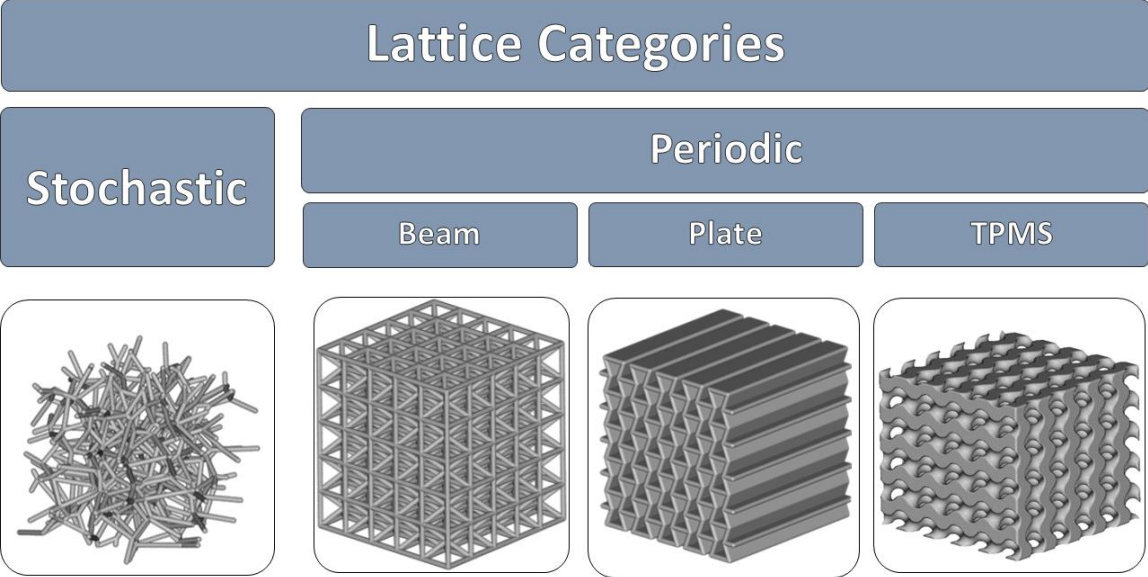 Lattice Categories
Stochastic
Periodic
Beam
Plate
TPMS